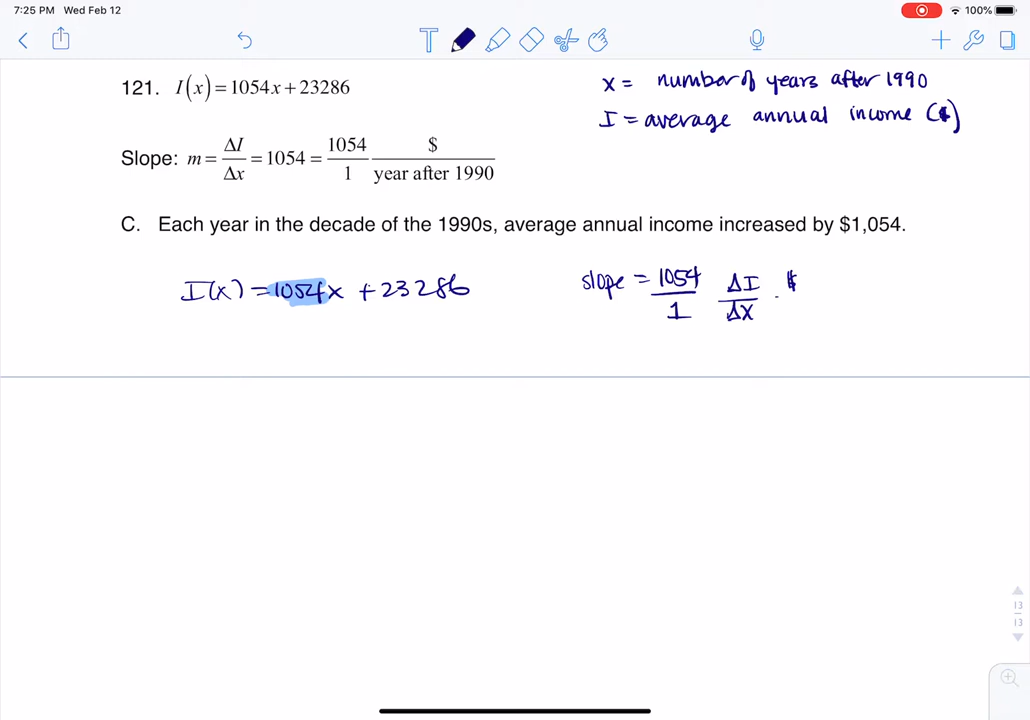 7:25 PM Wed Feb 12 100%
121. I(x) = 1054x + 23286
x = number of years after 1990
I = average annual income ($)
Slope: m = ΔI/Δx = 1054 = 1054/1 $/year after 1990
C. Each year in the decade of the 1990s, average annual income increased by $1,054.
I(x) = 1054x + 23286
slope = 1054/1 ΔI/ΔX $
13
13